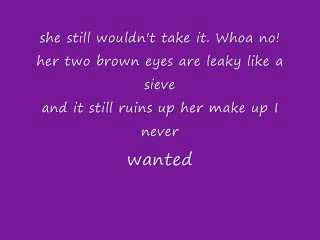 she still wouldn't take it. Whoa no!
her two brown eyes are leaky like a
sieve
and it still ruins up her make up I
never
wanted